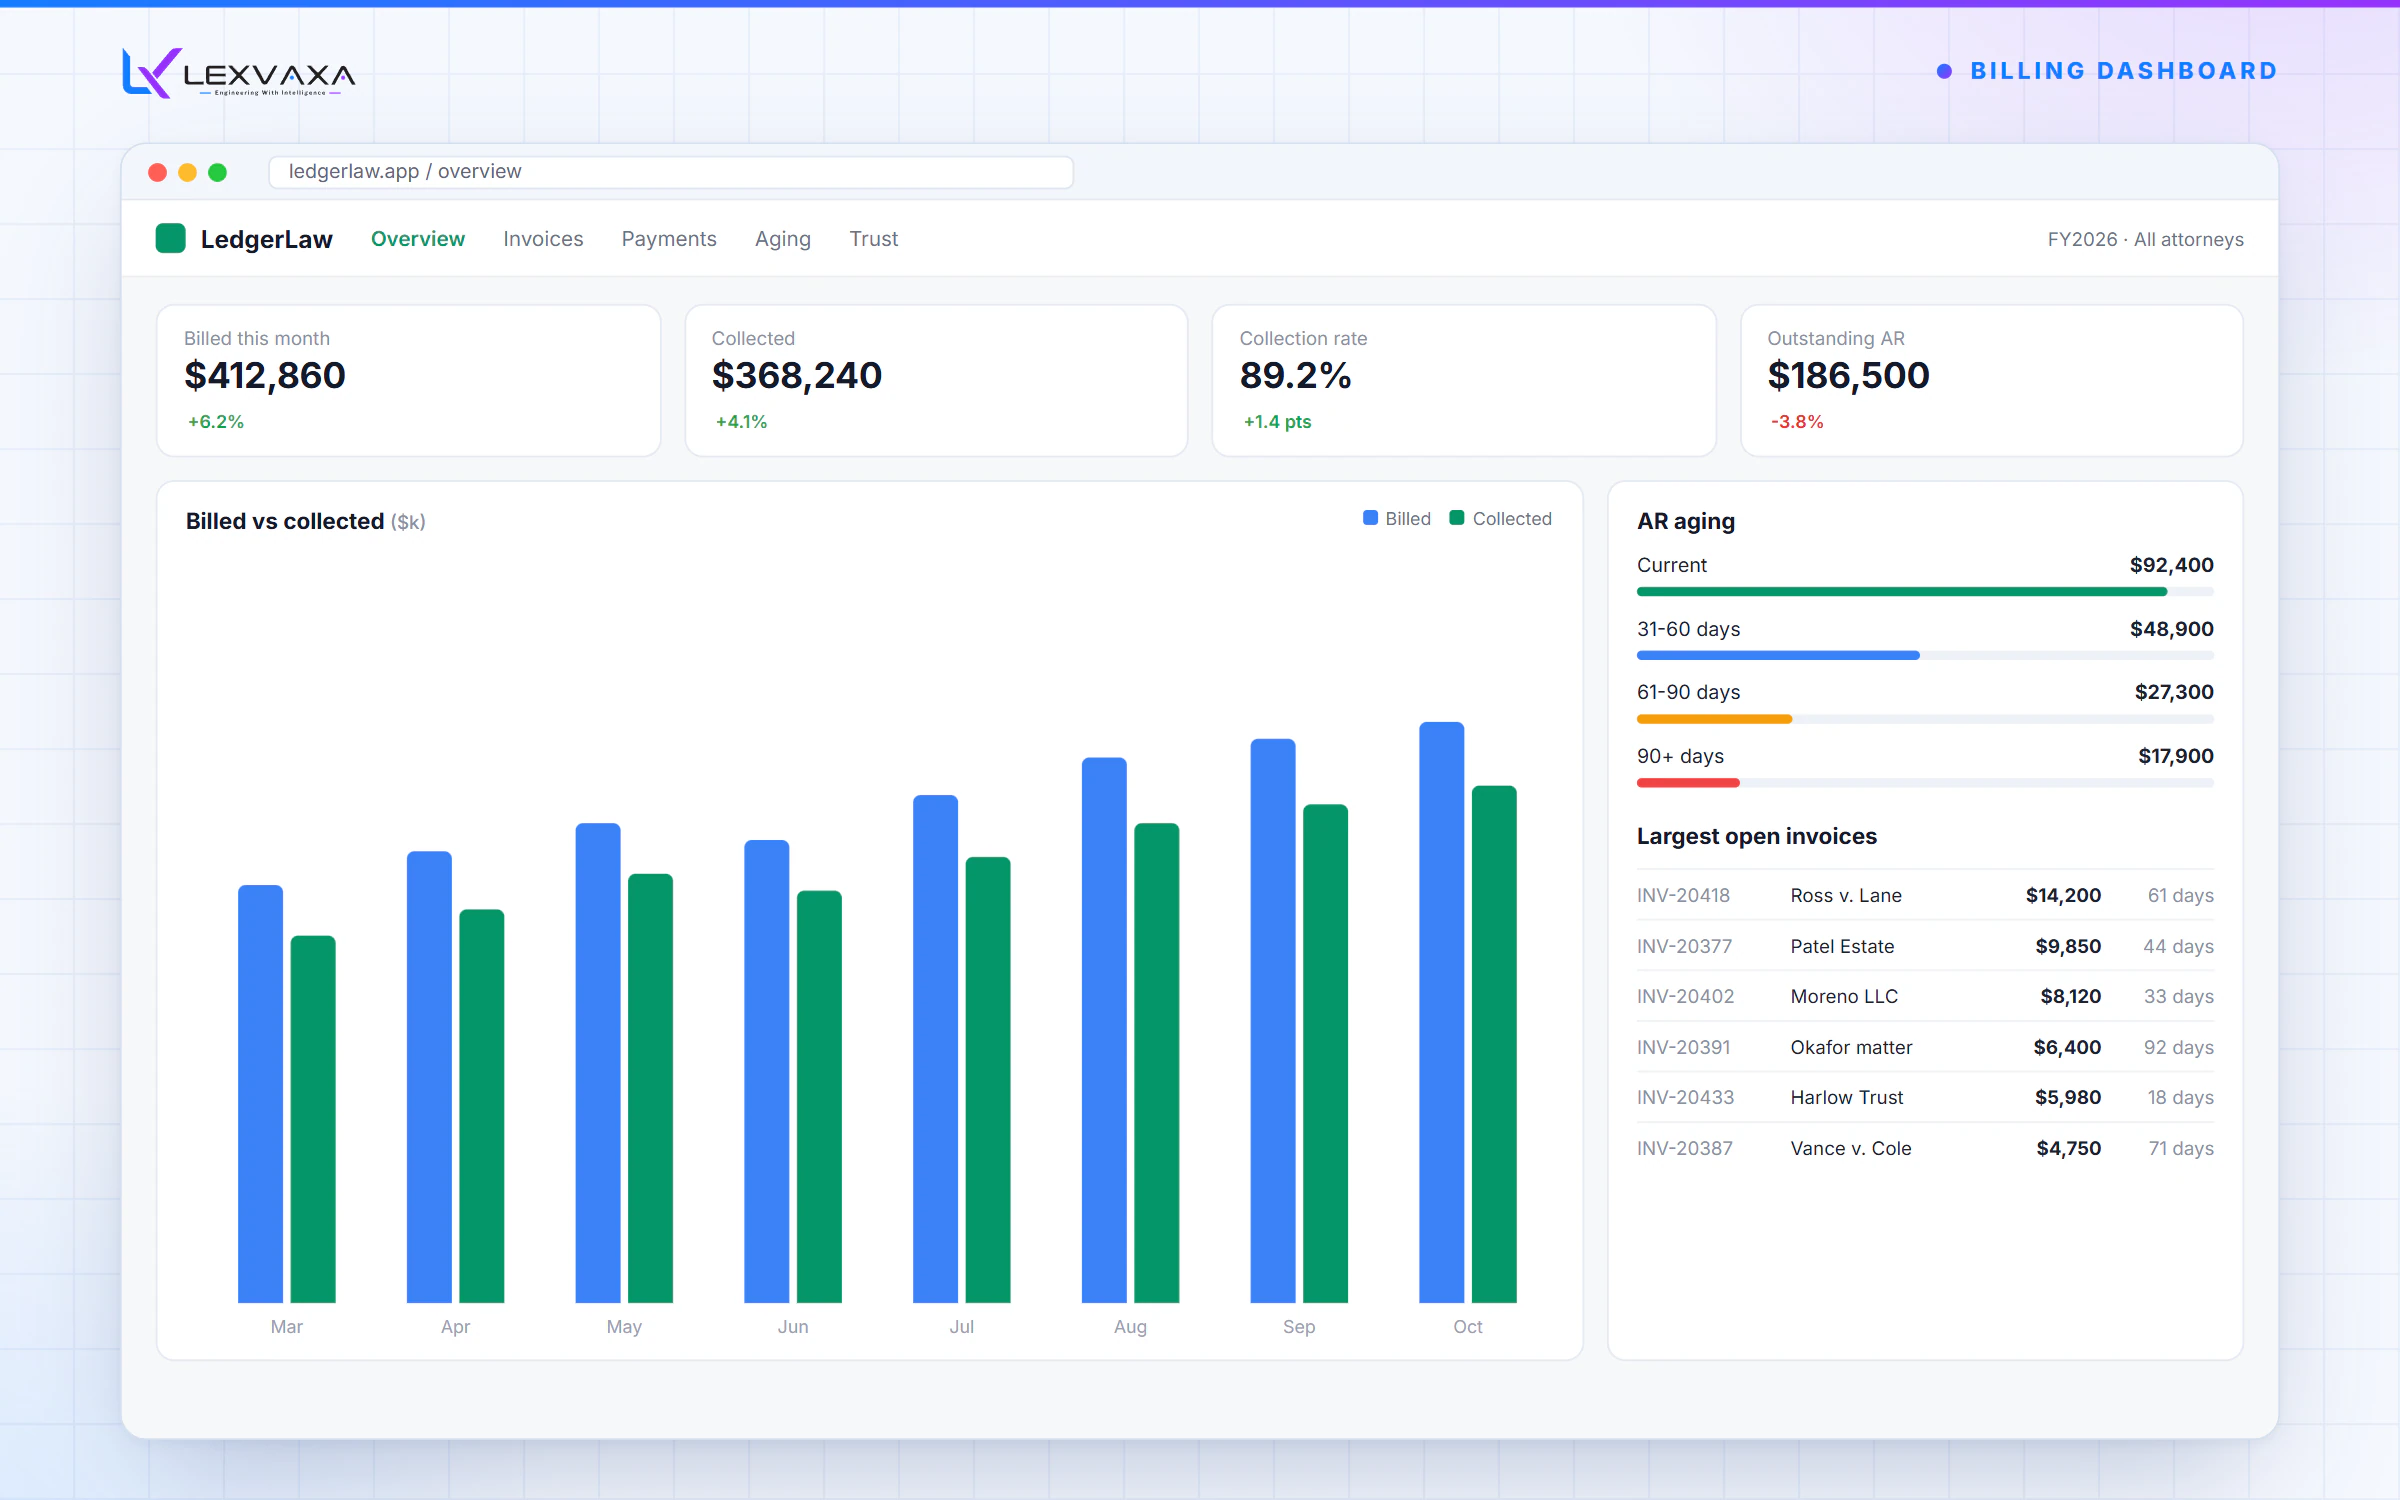 LEXVAXA
Engineering With Intelligence
BILLING DASHBOARD
ledgerlaw.app / overview
LedgerLaw Overview Invoices Payments Aging Trust FY2026 · All attorneys
Billed this month
$412,860
+6.2%
Collected
$368,240
+4.1%
Collection rate
89.2%
+1.4 pts
Outstanding AR
$186,500
-3.8%
Billed vs collected ($k)
Billed Collected
Mar Apr May Jun Jul Aug Sep Oct
AR aging
Current $92,400
31-60 days $48,900
61-90 days $27,300
90+ days $17,900
Largest open invoices
INV-20418 Ross v. Lane $14,200 61 days
INV-20377 Patel Estate $9,850 44 days
INV-20402 Moreno LLC $8,120 33 days
INV-20391 Okafor matter $6,400 92 days
INV-20433 Harlow Trust $5,980 18 days
INV-20387 Vance v. Cole $4,750 71 days